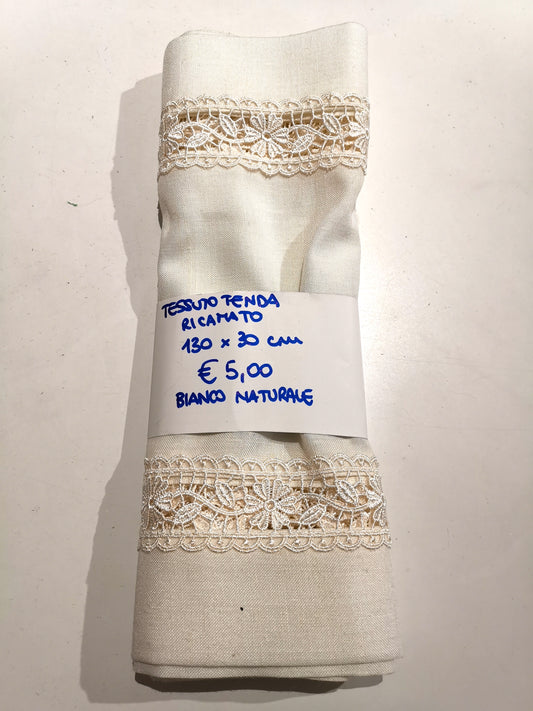 TESSUTO TENDA
RICAMATO
130 x 30 cm
€ 5,00
BIANCO NATURALE